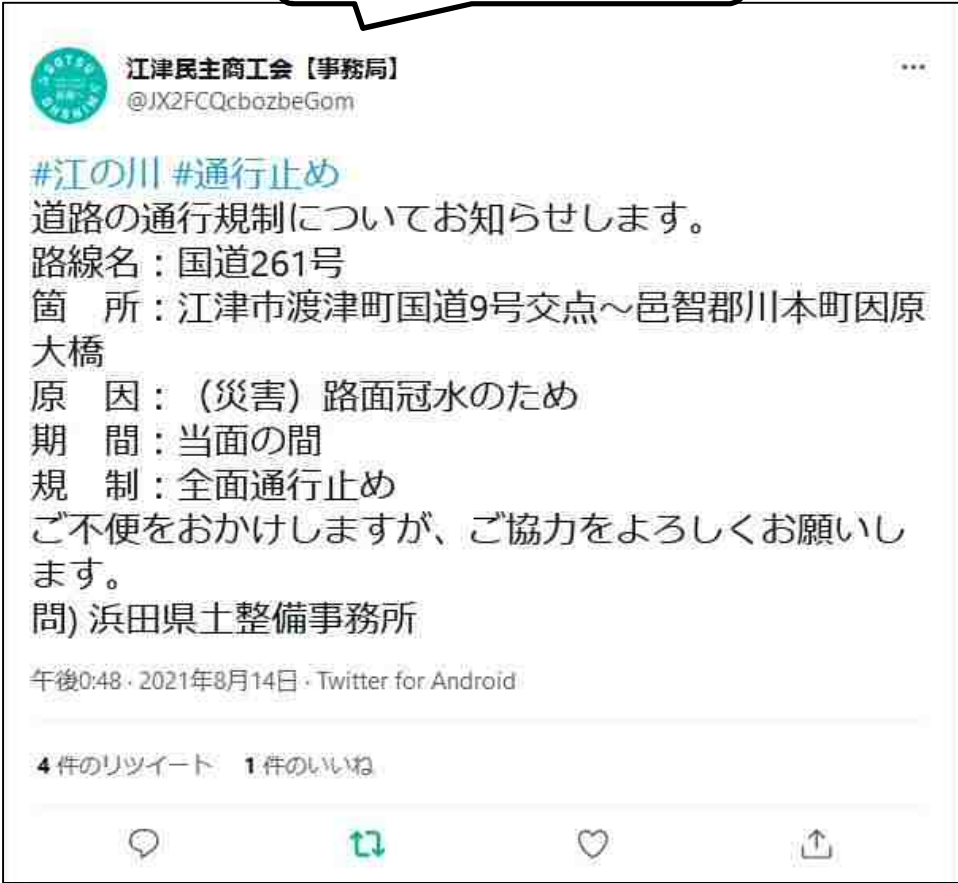 江津民主商工会【事務局】
@JX2FCQcbozbeGom
#江の川 #通行止め
道路の通行規制についてお知らせします。
路線名：国道261号
箇　所：江津市渡津町国道9号交点～邑智郡川本町因原
大橋
原　因：（災害）路面冠水のため
期　間：当面の間
規　制：全面通行止め
ご不便をおかけしますが、ご協力をよろしくお願いし
ます。
問) 浜田県土整備事務所
午後0:48 · 2021年8月14日 · Twitter for Android
4 件のリツイート　1 件のいいね